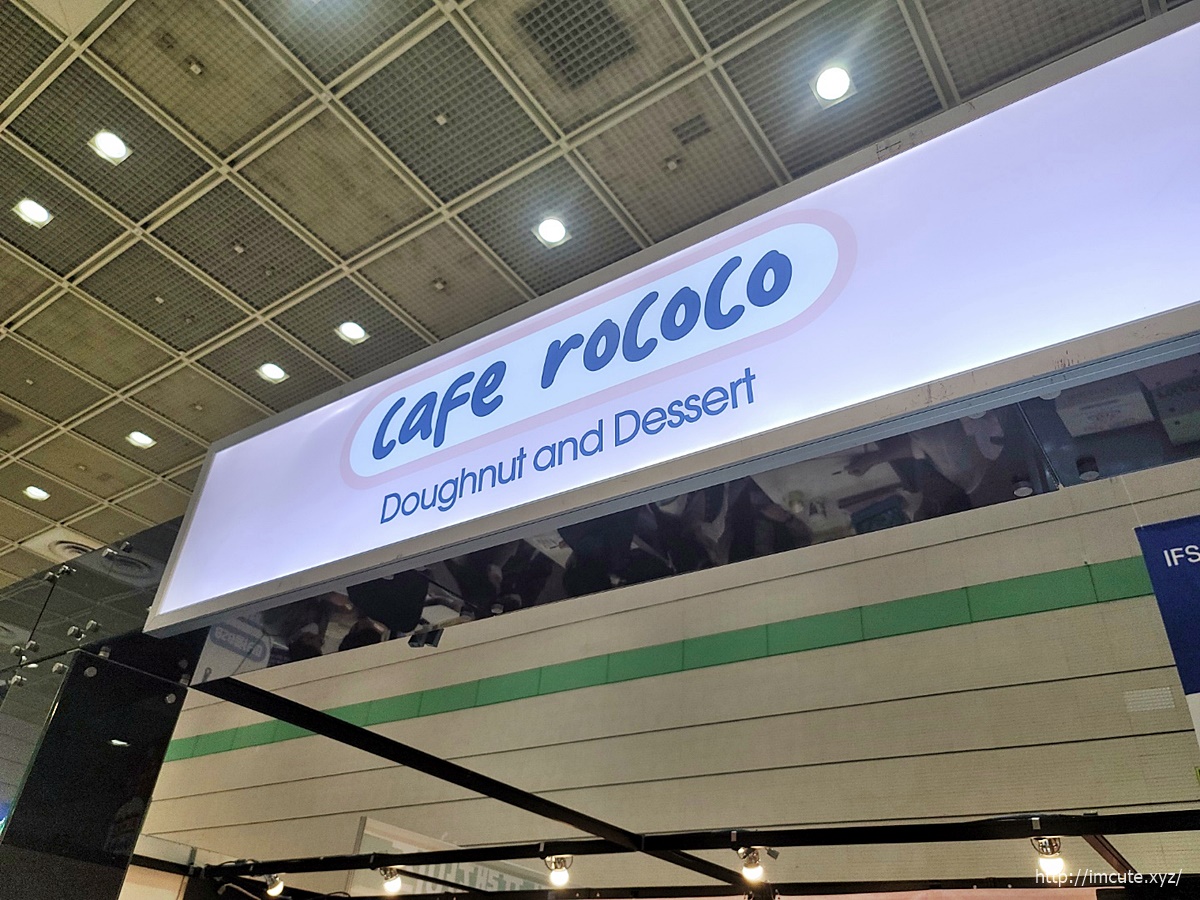 cafe rococo
Doughnut and Dessert
IFS
http://imcute.xyz/